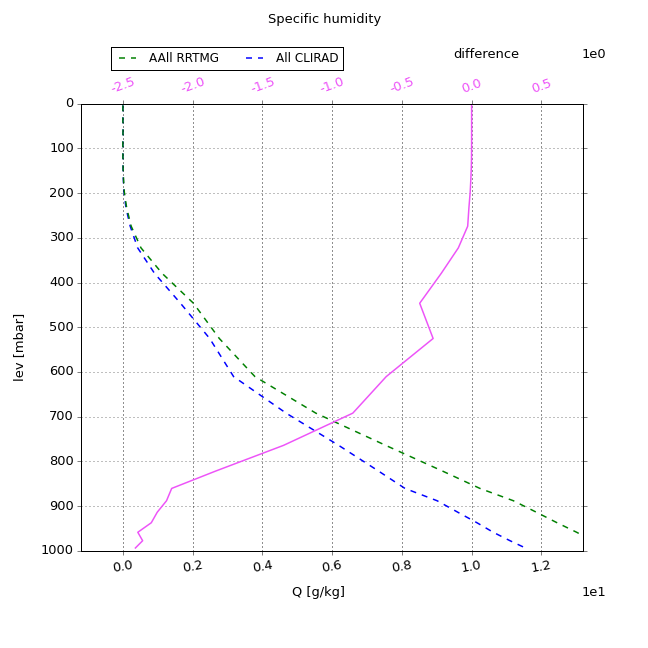 Specific humidity
AAll RRTMG All CLIRAD
difference 1e0
-2.5 -2.0 -1.5 -1.0 -0.5 0.0 0.5
0
100
200
300
400
500
600
700
800
900
1000
lev [mbar]
0.0 0.2 0.4 0.6 0.8 1.0 1.2
Q [g/kg] 1e1